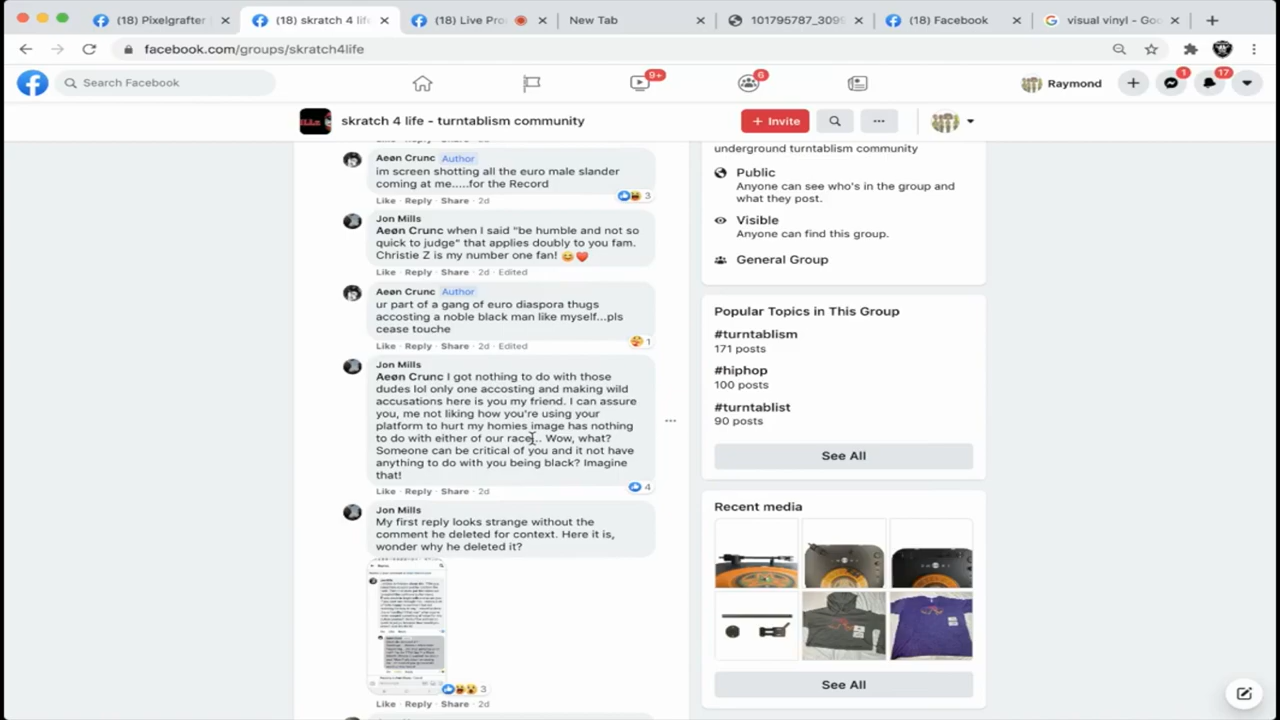 (18) Pixelgrafter
(18) skratch 4 life
(18) Live Pro
New Tab
101795787_309
(18) Facebook
visual vinyl - Goo
facebook.com/groups/skratch4life
Search Facebook
9+
6
Raymond
1
17
skratch 4 life - turntablism community
+ Invite
Aeøn Crunc Author
im screen shotting all the euro male slander
coming at me.....for the Record
3
Like · Reply · Share · 2d
Jon Mills
Aeøn Crunc when I said "be humble and not so
quick to judge" that applies doubly to you fam.
Christie Z is my number one fan! 😂❤️
Like · Reply · Share · 2d · Edited
Aeøn Crunc Author
ur part of a gang of euro diaspora thugs
accosting a noble black man like myself...pls
cease touche
1
Like · Reply · Share · 2d · Edited
Jon Mills
Aeøn Crunc I got nothing to do with those
dudes lol only one accosting and making wild
accusations here is you my friend. I can assure
you, me not liking how you're using your
platform to hurt my homies image has nothing
to do with either of our race... Wow, what?
Someone can be critical of you and it not have
anything to do with you being black? Imagine
that!
4
Like · Reply · Share · 2d
Jon Mills
My first reply looks strange without the
comment he deleted for context. Here it is,
wonder why he deleted it?
3
Like · Reply · Share · 2d
underground turntablism community
Public
Anyone can see who's in the group and
what they post.
Visible
Anyone can find this group.
General Group
Popular Topics in This Group
#turntablism
171 posts
#hiphop
100 posts
#turntablist
90 posts
See All
Recent media
See All